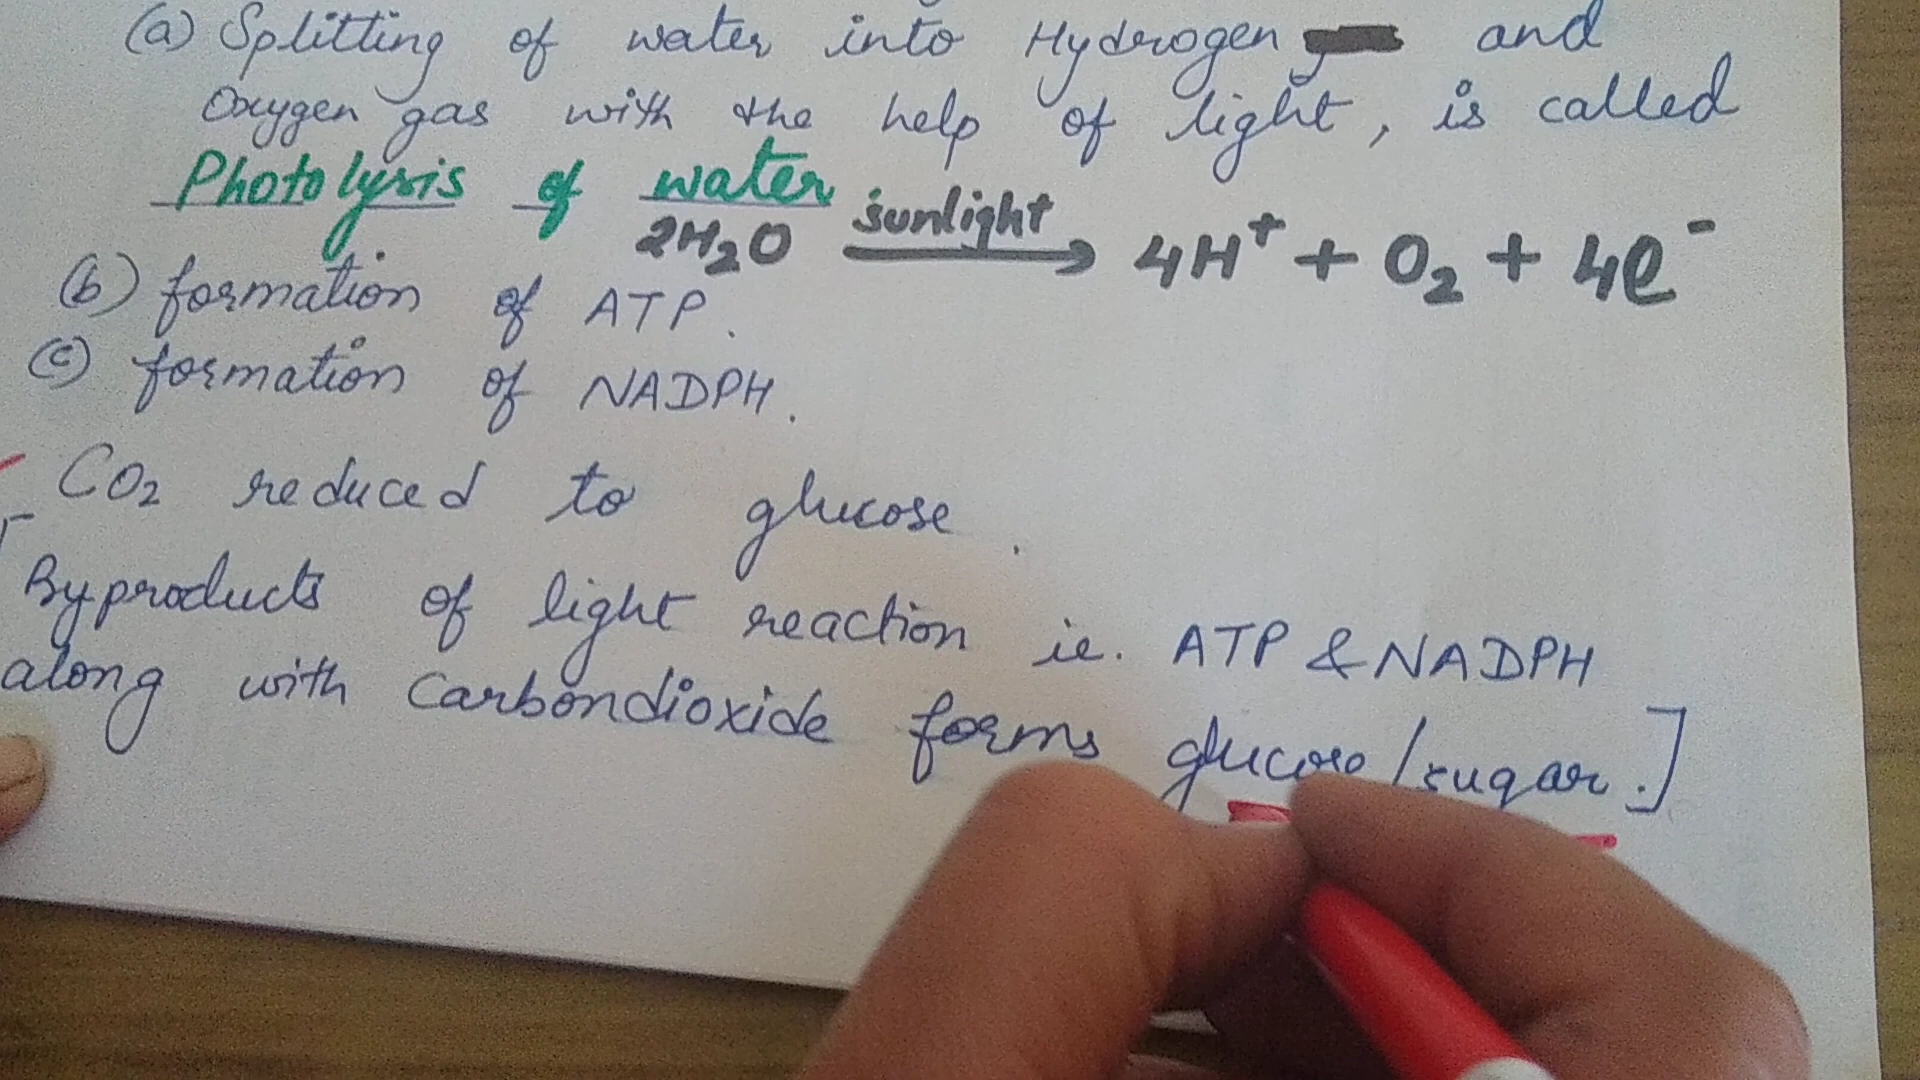 (a) Splitting of water into Hydrogen and
Oxygen gas with the help of light, is called
Photolysis of water
2H₂O sunlight → 4H⁺ + O₂ + 4e⁻
(b) formation of ATP.
(c) formation of NADPH.
CO₂ reduced to glucose.
Byproducts of light reaction ie. ATP & NADPH
along with Carbondioxide forms glucose/sugar.]